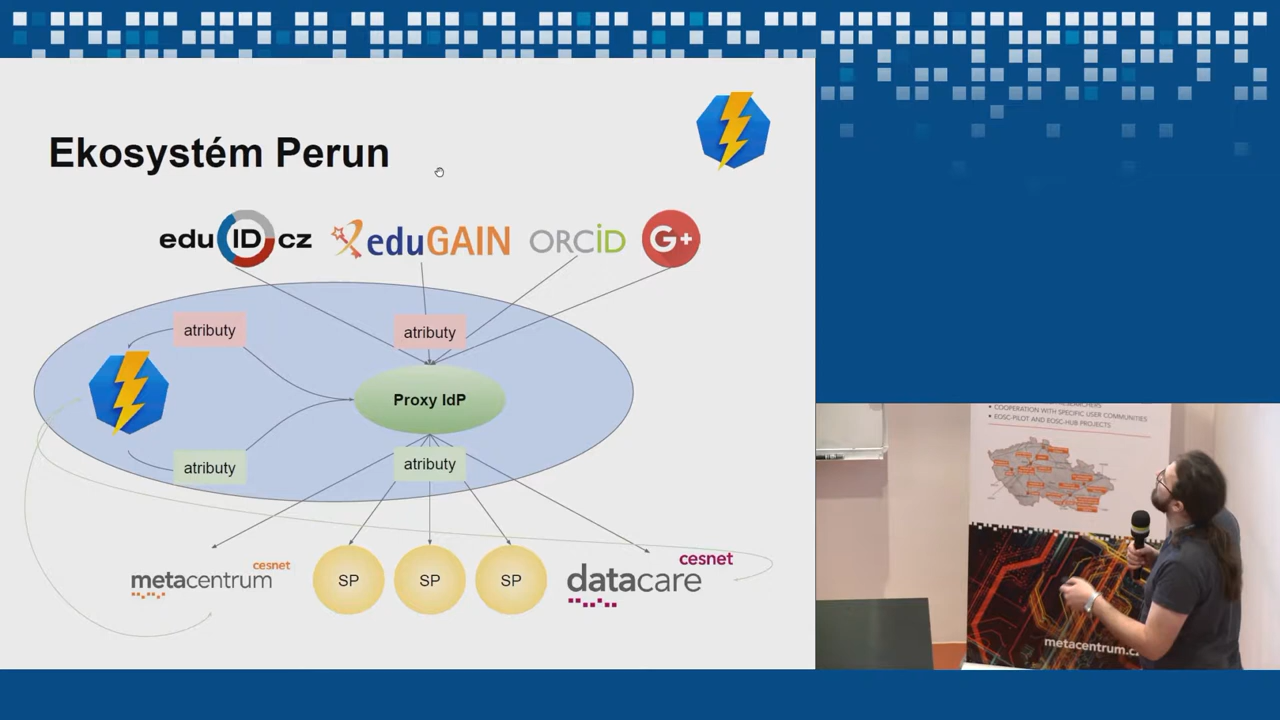 Ekosystém Perun
edu ID cz
eduGAIN
ORCiD
G+
atributy
atributy
Proxy IdP
atributy
atributy
cesnet
metacentrum
SP
SP
SP
cesnet
datacare
COOPERATION WITH SPECIFIC USER COMMUNITIES
EOSC-PILOT AND EOSC-HUB PROJECTS
metacentrum.cz